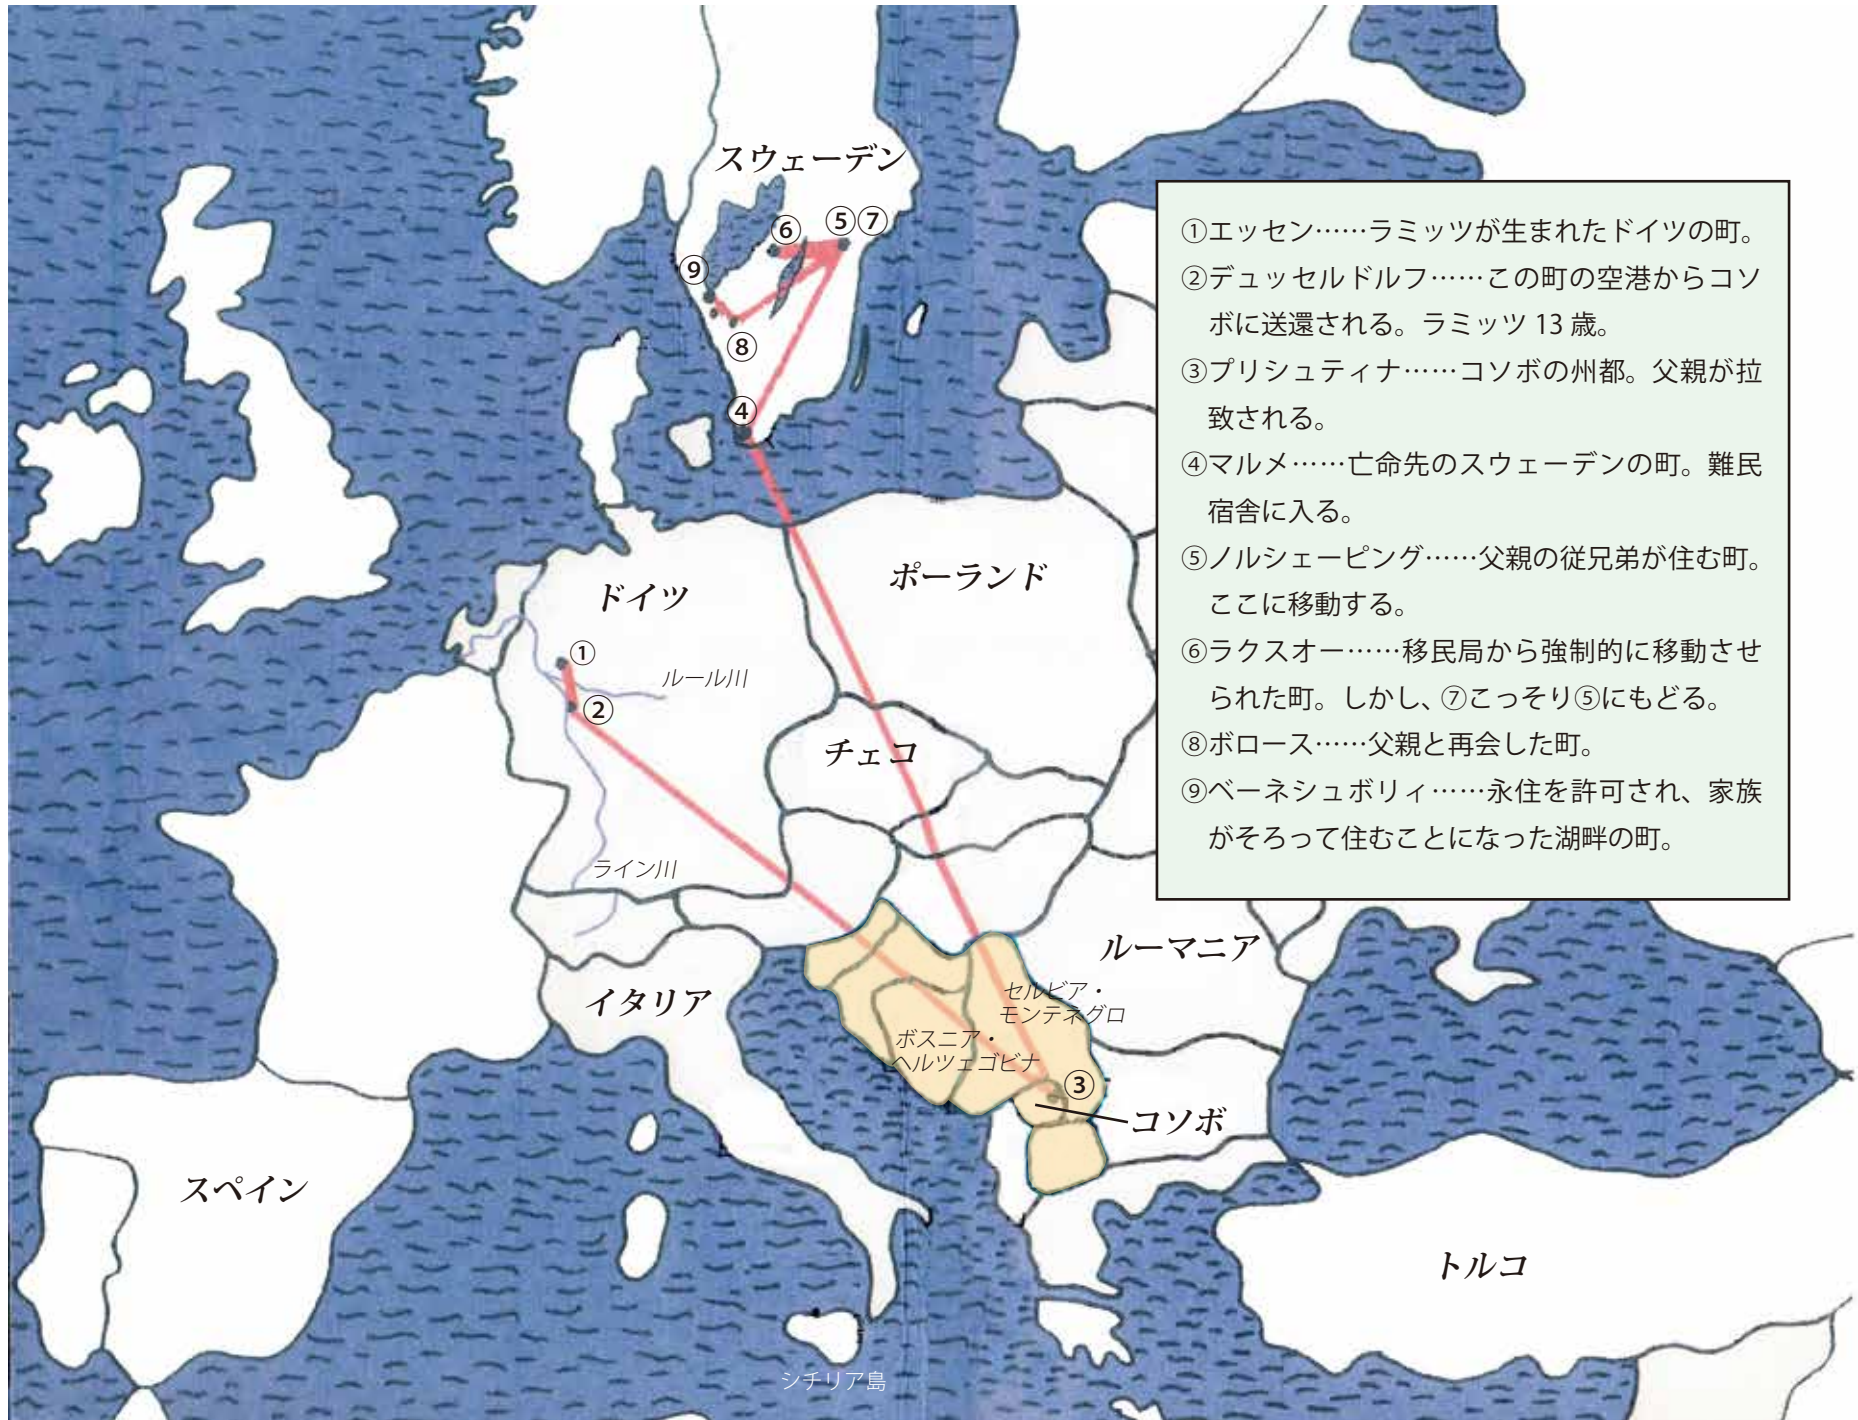 スウェーデン
⑥
⑤⑦
⑨
⑧
④
①エッセン……ラミッツが生まれたドイツの町。
②デュッセルドルフ……この町の空港からコソ
ボに送還される。ラミッツ 13 歳。
③プリシュティナ……コソボの州都。父親が拉
致される。
④マルメ……亡命先のスウェーデンの町。難民
宿舎に入る。
⑤ノルシェーピング……父親の従兄弟が住む町。
ここに移動する。
⑥ラクスオー……移民局から強制的に移動させ
られた町。しかし、⑦こっそり⑤にもどる。
⑧ボロース……父親と再会した町。
⑨ベーネシュボリィ……永住を許可され、家族
がそろって住むことになった湖畔の町。
ドイツ
ポーランド
①
ルール川
②
チェコ
ライン川
ルーマニア
イタリア
セルビア・
モンテネグロ
ボスニア・
ヘルツェゴビナ
③
コソボ
スペイン
トルコ
シチリア島